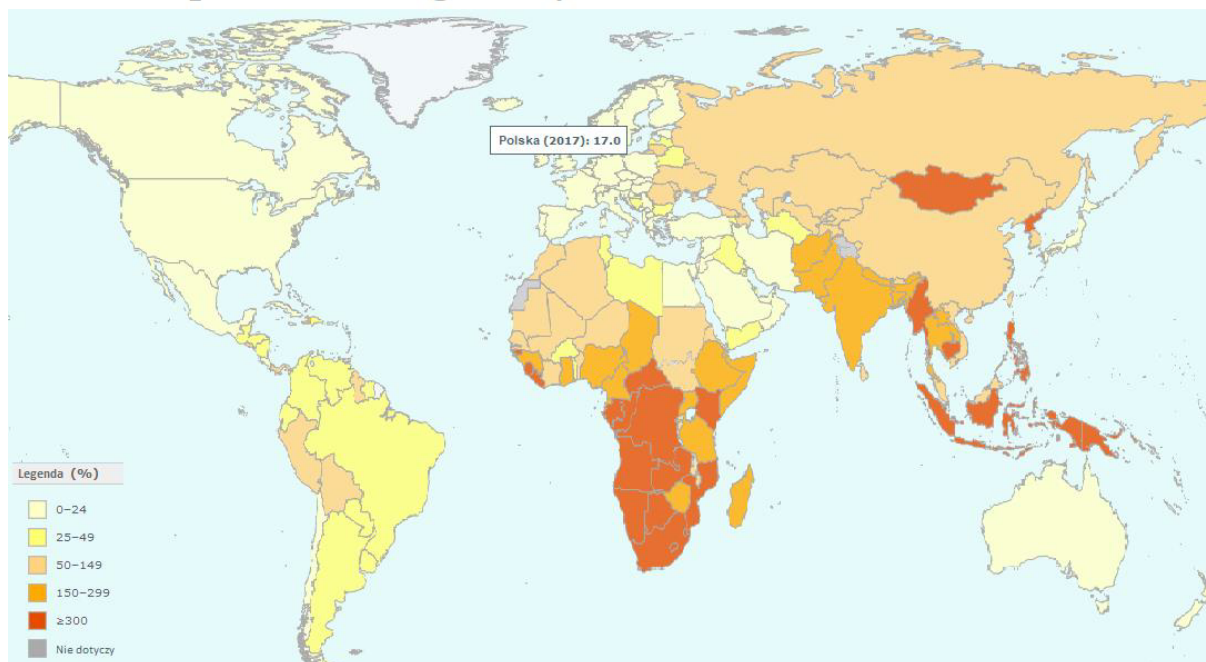 Polska (2017): 17.0
Legenda (%)
0–24
25–49
50–149
150–299
≥300
Nie dotyczy